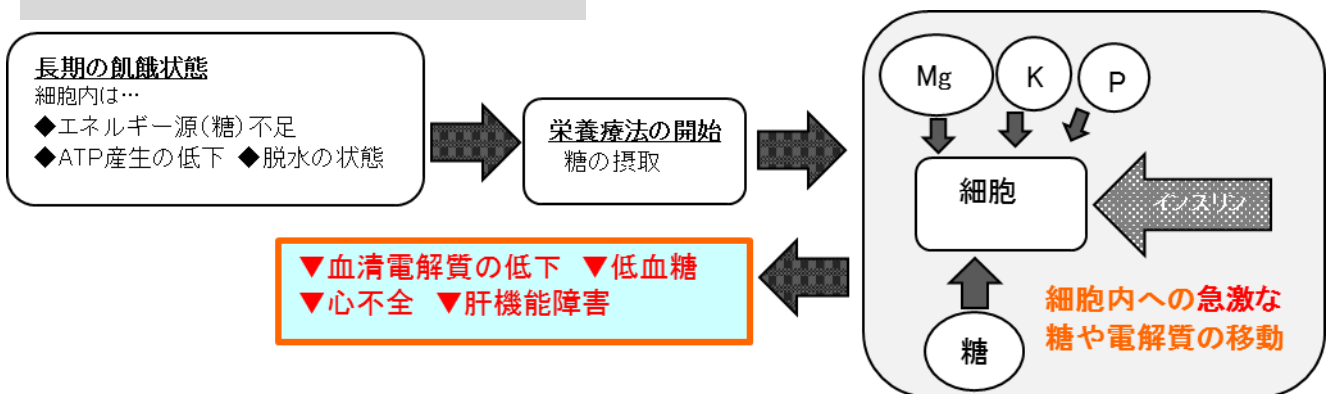 長期の飢餓状態
細胞内は…
◆エネルギー源(糖)不足
◆ATP産生の低下 ◆脱水の状態
栄養療法の開始
糖の摂取
Mg
K
P
細胞
インスリン
糖
細胞内への急激な
糖や電解質の移動
▼血清電解質の低下 ▼低血糖
▼心不全 ▼肝機能障害